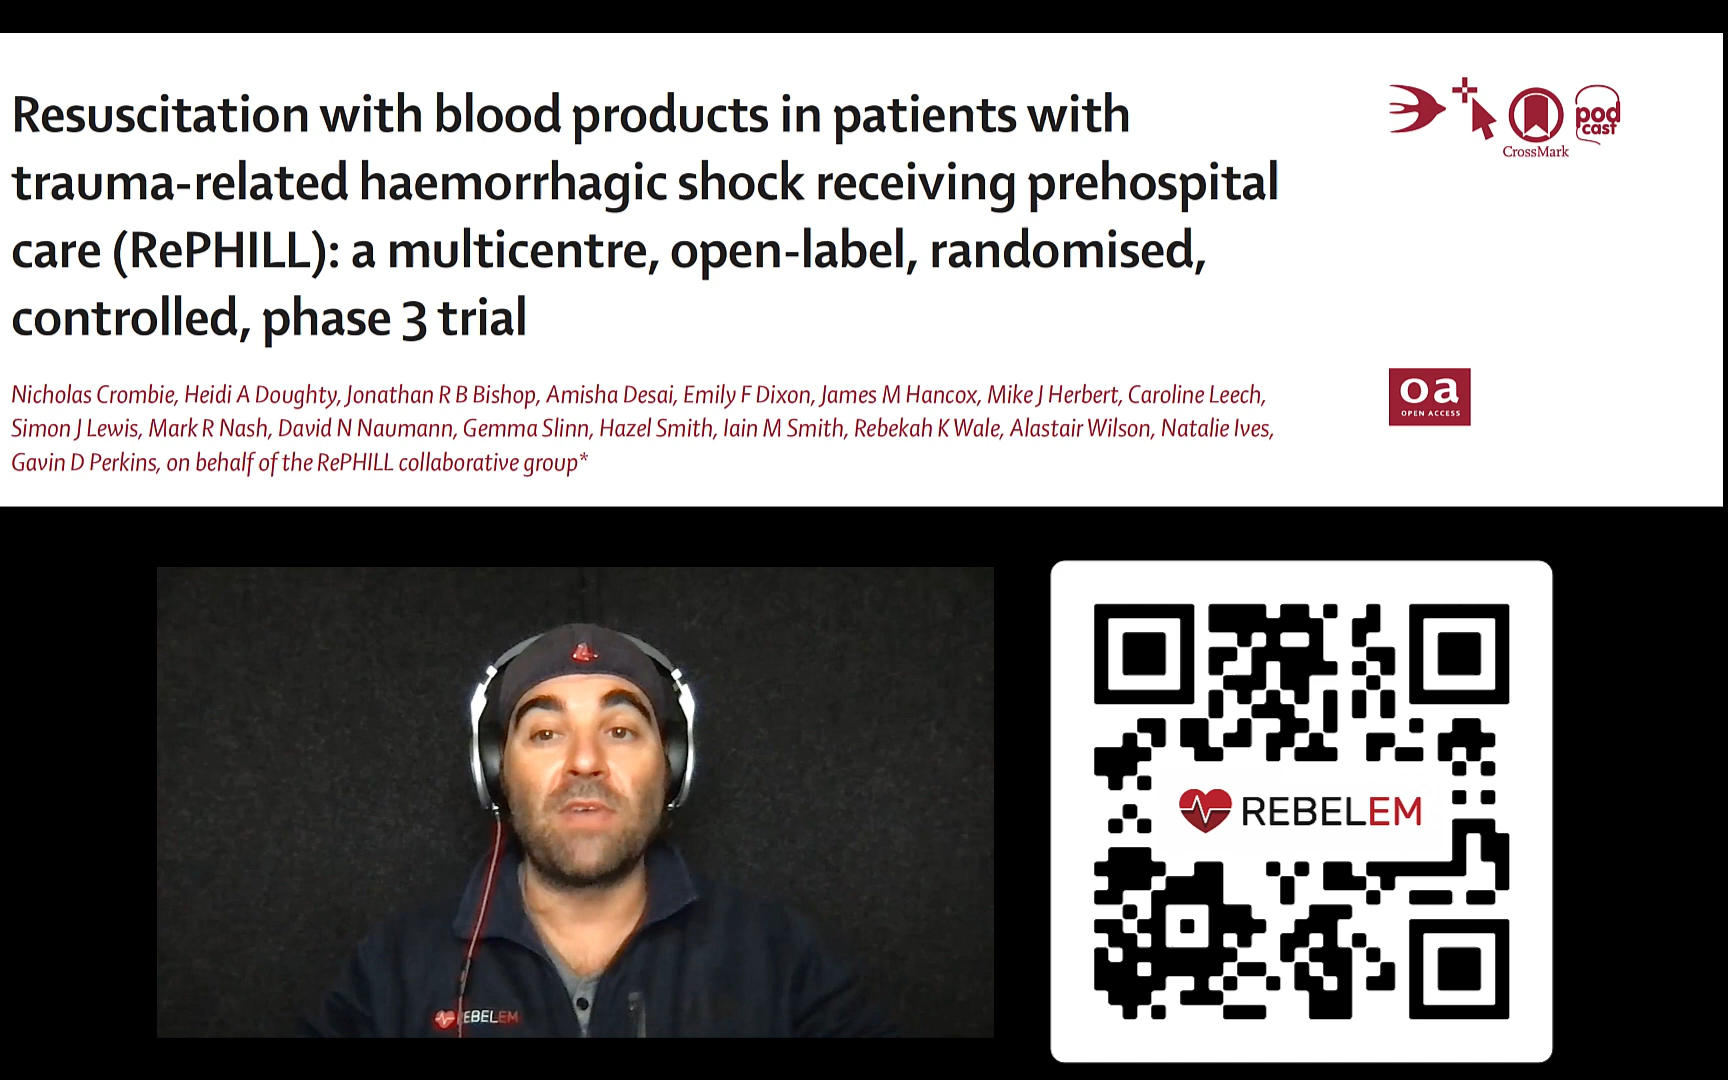 Resuscitation with blood products in patients with
trauma-related haemorrhagic shock receiving prehospital
care (RePHILL): a multicentre, open-label, randomised,
controlled, phase 3 trial
CrossMark
pod
cast
Nicholas Crombie, Heidi A Doughty, Jonathan R B Bishop, Amisha Desai, Emily F Dixon, James M Hancox, Mike J Herbert, Caroline Leech,
Simon J Lewis, Mark R Nash, David N Naumann, Gemma Slinn, Hazel Smith, Iain M Smith, Rebekah K Wale, Alastair Wilson, Natalie Ives,
Gavin D Perkins, on behalf of the RePHILL collaborative group*
oa
OPEN ACCESS
REBELEM
EBELEM